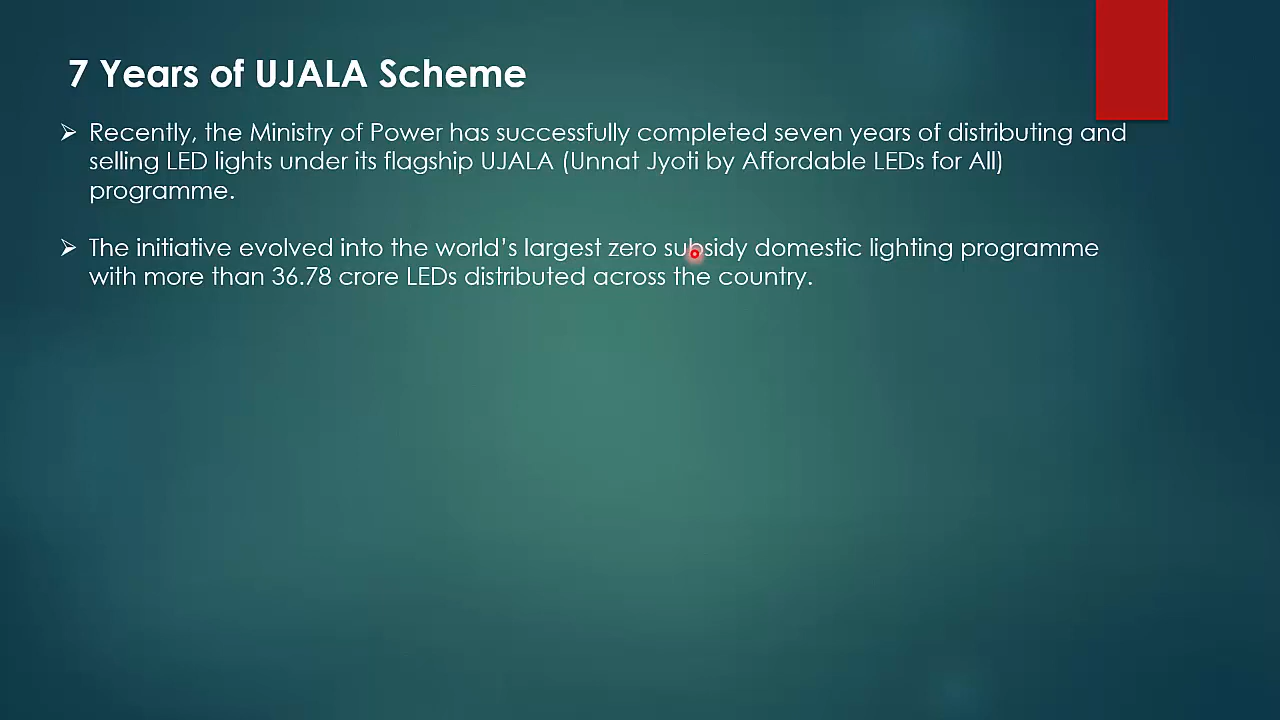 7 Years of UJALA Scheme
➢ Recently, the Ministry of Power has successfully completed seven years of distributing and
selling LED lights under its flagship UJALA (Unnat Jyoti by Affordable LEDs for All)
programme.
➢ The initiative evolved into the world's largest zero subsidy domestic lighting programme
with more than 36.78 crore LEDs distributed across the country.